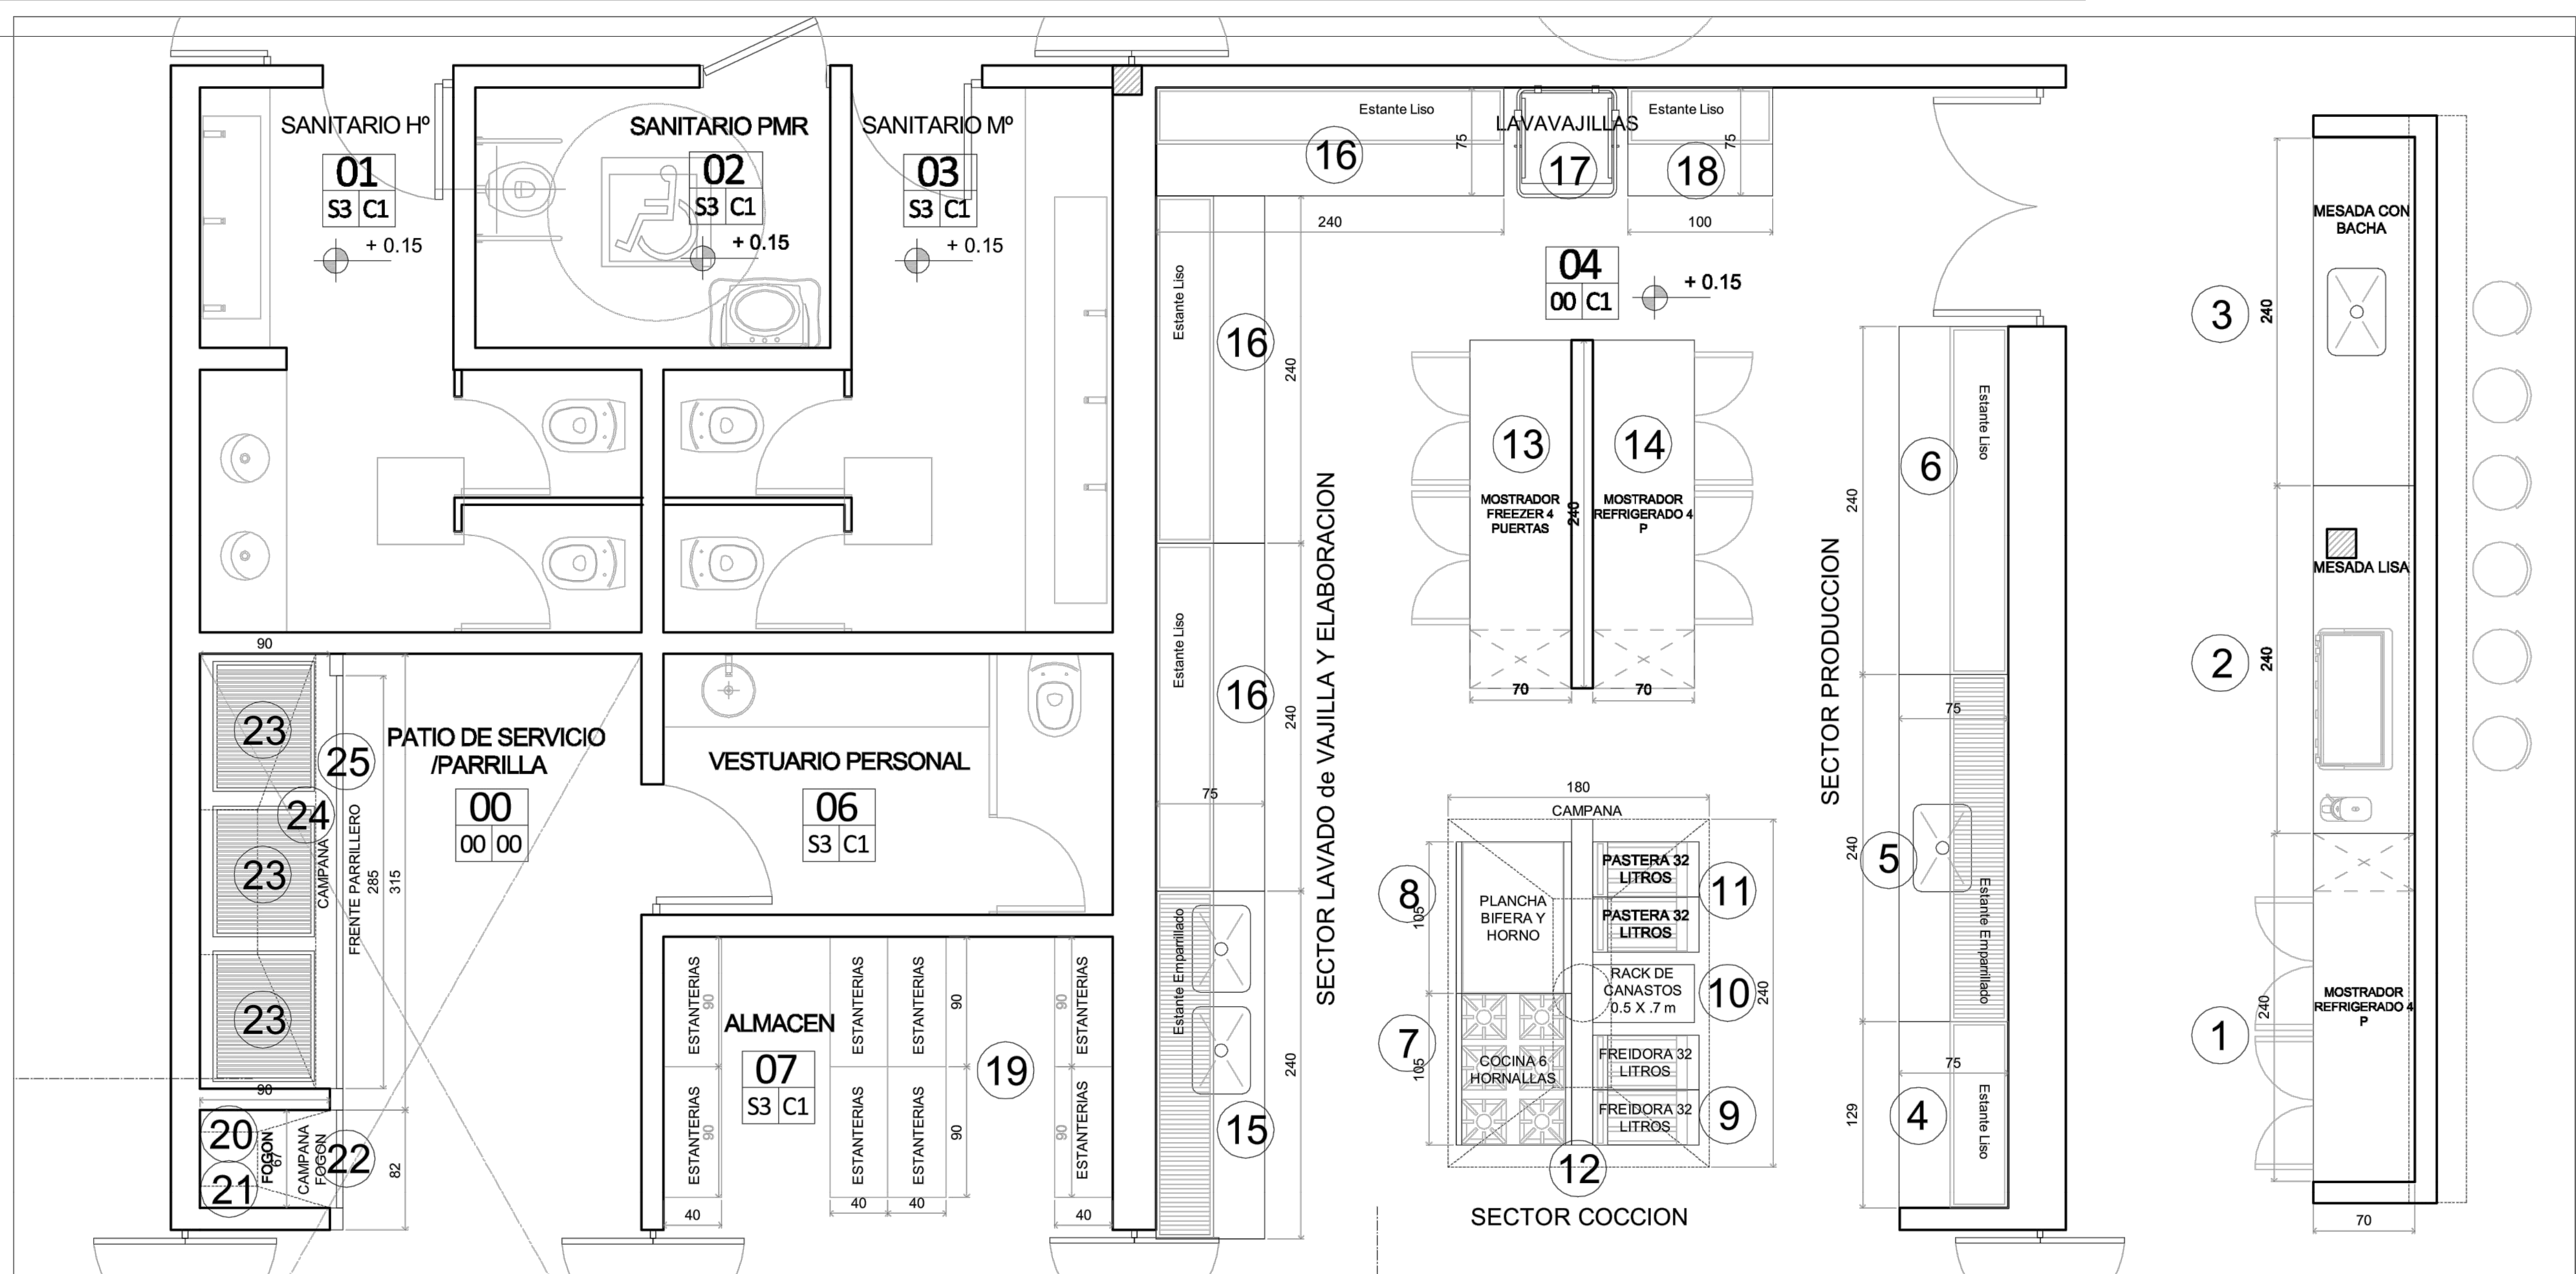 SANITARIO Hº
01
S3 C1
+ 0.15
SANITARIO PMR
02
S3 C1
+ 0.15
SANITARIO Mº
03
S3 C1
+ 0.15
Estante Liso
16
75
240
LAVAVAJILLAS
17
Estante Liso
18
75
100
04
00 C1
+ 0.15
Estante Liso
16
240
Estante Liso
16
240
75
Estante Emparrillado
15
240
SECTOR LAVADO de VAJILLA Y ELABORACION
13
MOSTRADOR
FREEZER 4
PUERTAS
240
14
MOSTRADOR
REFRIGERADO 4
P
70
70
SECTOR PRODUCCION
6
Estante Liso
240
75
5
240
Estante Emparrillado
75
4
129
Estante Liso
MESADA CON
BACHA
3
240
MESADA LISA
2
240
MOSTRADOR
REFRIGERADO 4
P
1
240
70
180
CAMPANA
8
105
PLANCHA
BIFERA Y
HORNO
PASTERA 32
LITROS
PASTERA 32
LITROS
11
RACK DE
CANASTOS
0.5 X .7 m
10
240
7
105
COCINA 6
HORNALLAS
FREIDORA 32
LITROS
FREIDORA 32
LITROS
9
12
SECTOR COCCION
90
23
23
23
24
25
CAMPANA
FRENTE PARRILLERO
285
315
PATIO DE SERVICIO
/PARRILLA
00
00 00
90
20
21
FOGON
67
CAMPANA
FOGON
22
82
VESTUARIO PERSONAL
06
S3 C1
ALMACEN
07
S3 C1
ESTANTERIAS
90
ESTANTERIAS
90
40
ESTANTERIAS
ESTANTERIAS
40
ESTANTERIAS
ESTANTERIAS
40
90
90
19
ESTANTERIAS
90
ESTANTERIAS
90
40